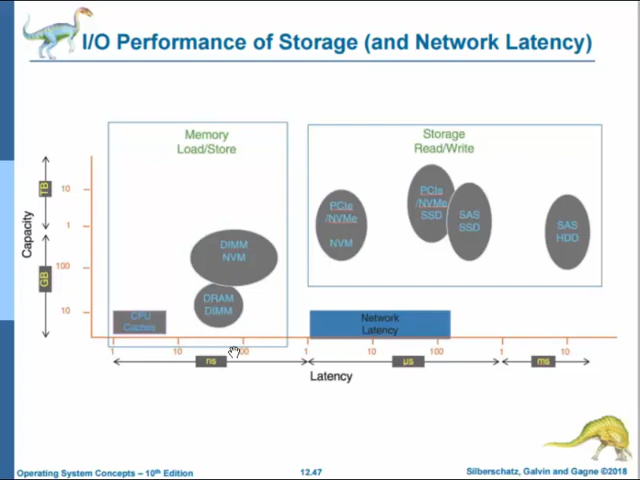 I/O Performance of Storage (and Network Latency)
Memory
Load/Store
Storage
Read/Write
Capacity
TB
GB
10
1
100
10
PCIe
/NVMe
NVM
PCIe
/NVMe
SSD
SAS
SSD
SAS
HDD
DIMM
NVM
DRAM
DIMM
CPU
Caches
Network
Latency
1
10
100
1
10
100
1
10
ns
µs
ms
Latency
Operating System Concepts – 10th Edition
12.47
Silberschatz, Galvin and Gagne ©2018